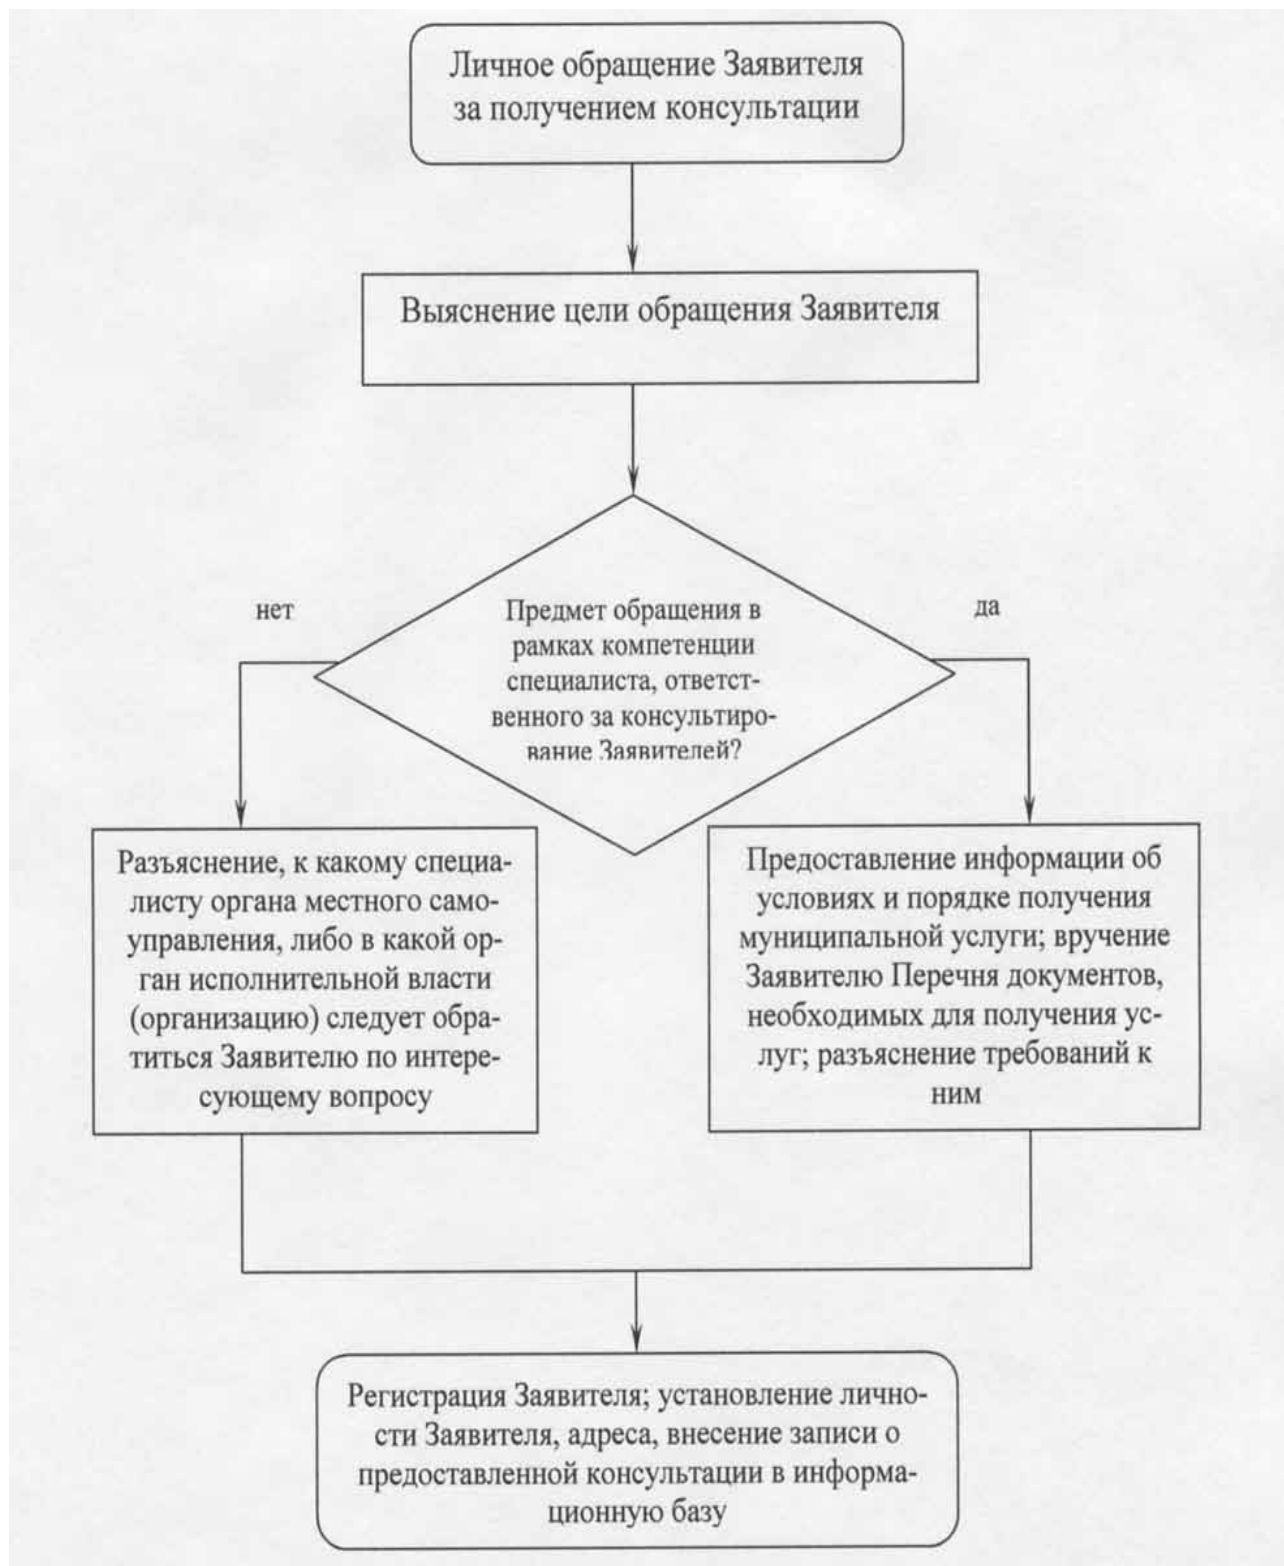 Личное обращение Заявителя
за получением консультации
Выяснение цели обращения Заявителя
нет
да
Предмет обращения в
рамках компетенции
специалиста, ответст-
венного за консультиро-
вание Заявителей?
Разъяснение, к какому специа-
листу органа местного само-
управления, либо в какой ор-
ган исполнительной власти
(организацию) следует обра-
титься Заявителю по интере-
сующему вопросу
Предоставление информации об
условиях и порядке получения
муниципальной услуги; вручение
Заявителю Перечня документов,
необходимых для получения ус-
луг; разъяснение требований к
ним
Регистрация Заявителя; установление лично-
сти Заявителя, адреса, внесение записи о
предоставленной консультации в информа-
ционную базу